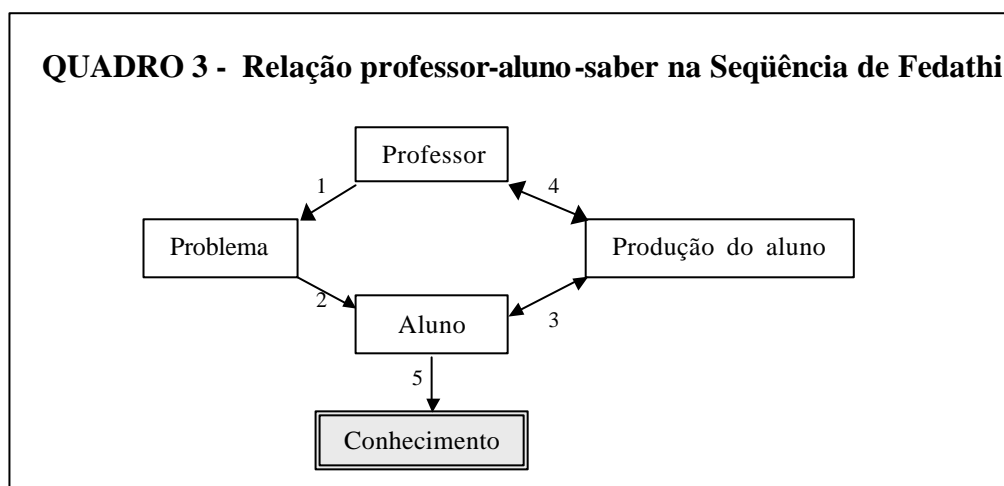 QUADRO 3 - Relação professor-aluno-saber na Seqüência de Fedathi
Professor
1
4
Problema
Produção do aluno
2
Aluno
3
5
Conhecimento